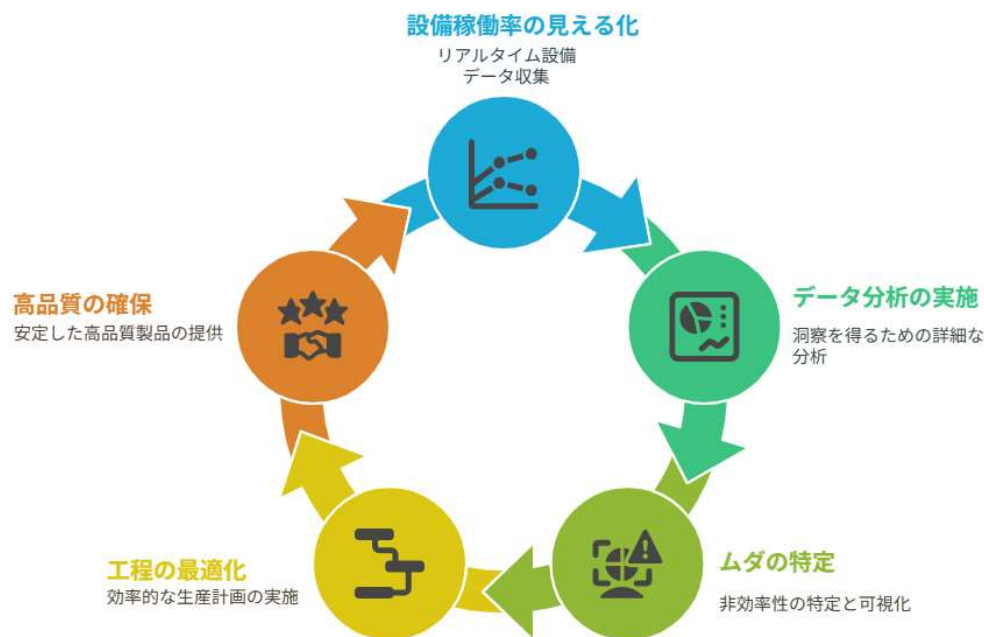 設備稼働率の見える化
リアルタイム設備
データ収集
データ分析の実施
洞察を得るための詳細な
分析
ムダの特定
非効率性の特定と可視化
工程の最適化
効率的な生産計画の実施
高品質の確保
安定した高品質製品の提供